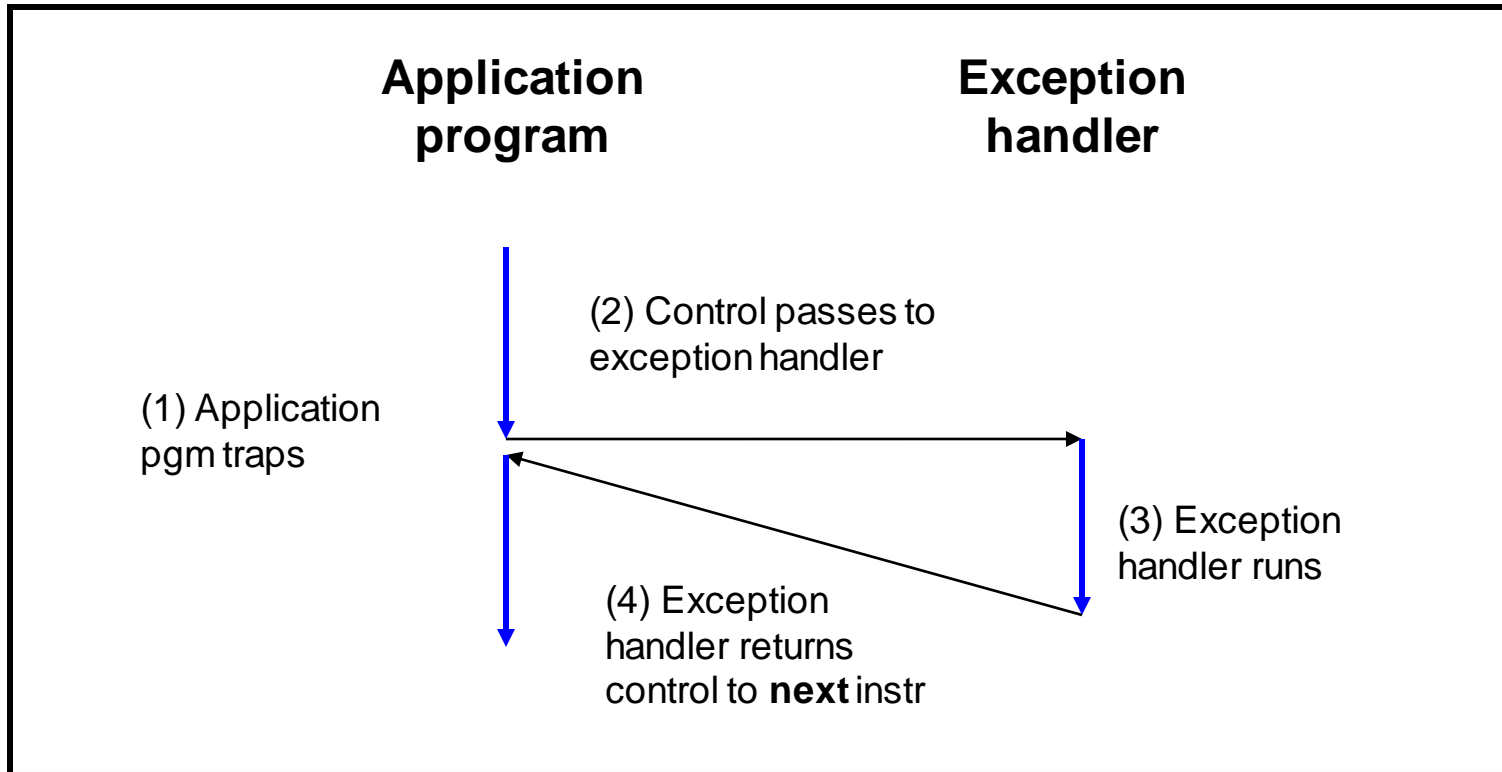 Application
program
Exception
handler
(2) Control passes to
exception handler
(1) Application
pgm traps
(3) Exception
handler runs
(4) Exception
handler returns
control to next instr